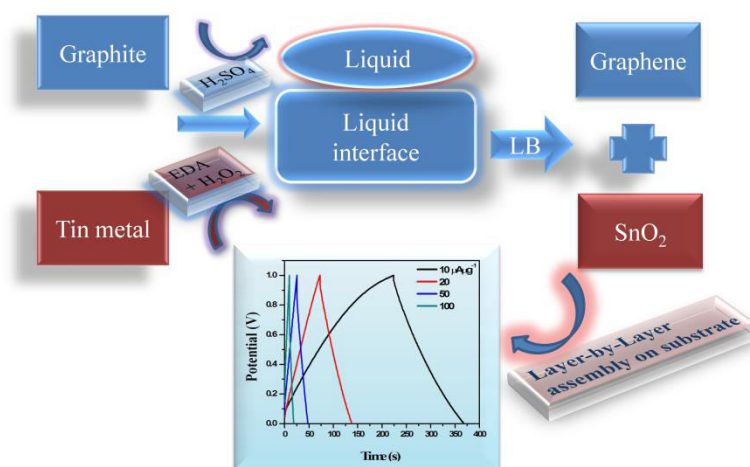 Graphite
H₂SO₄
Liquid
Liquid
interface
LB
Graphene
EDA
+ H₂O₂
Tin metal
SnO₂
Layer-by-Layer
assembly on substrate
10 µAµg⁻¹
20
50
100
Potential (V)
1.0
0.8
0.6
0.4
0.2
0.0
0 50 100 150 200 250 300 350 400
Time (s)